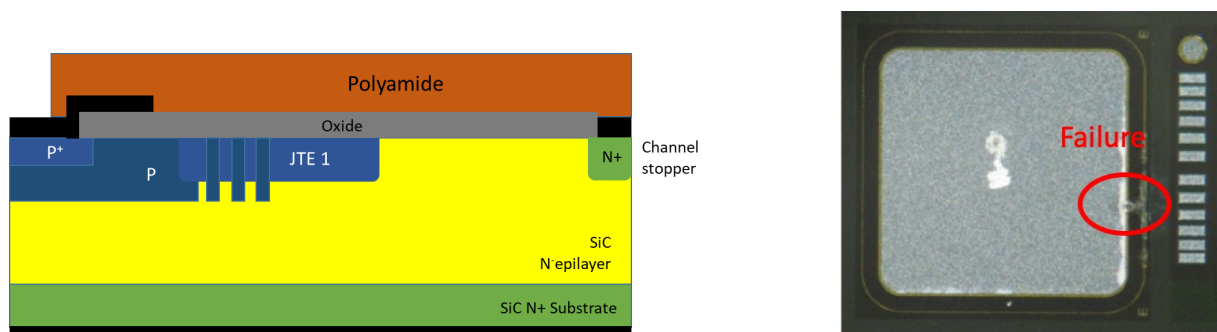 Polyamide
Oxide
P⁺
P
JTE 1
N+
Channel
stopper
SiC
N⁻epilayer
SiC N+ Substrate
Failure